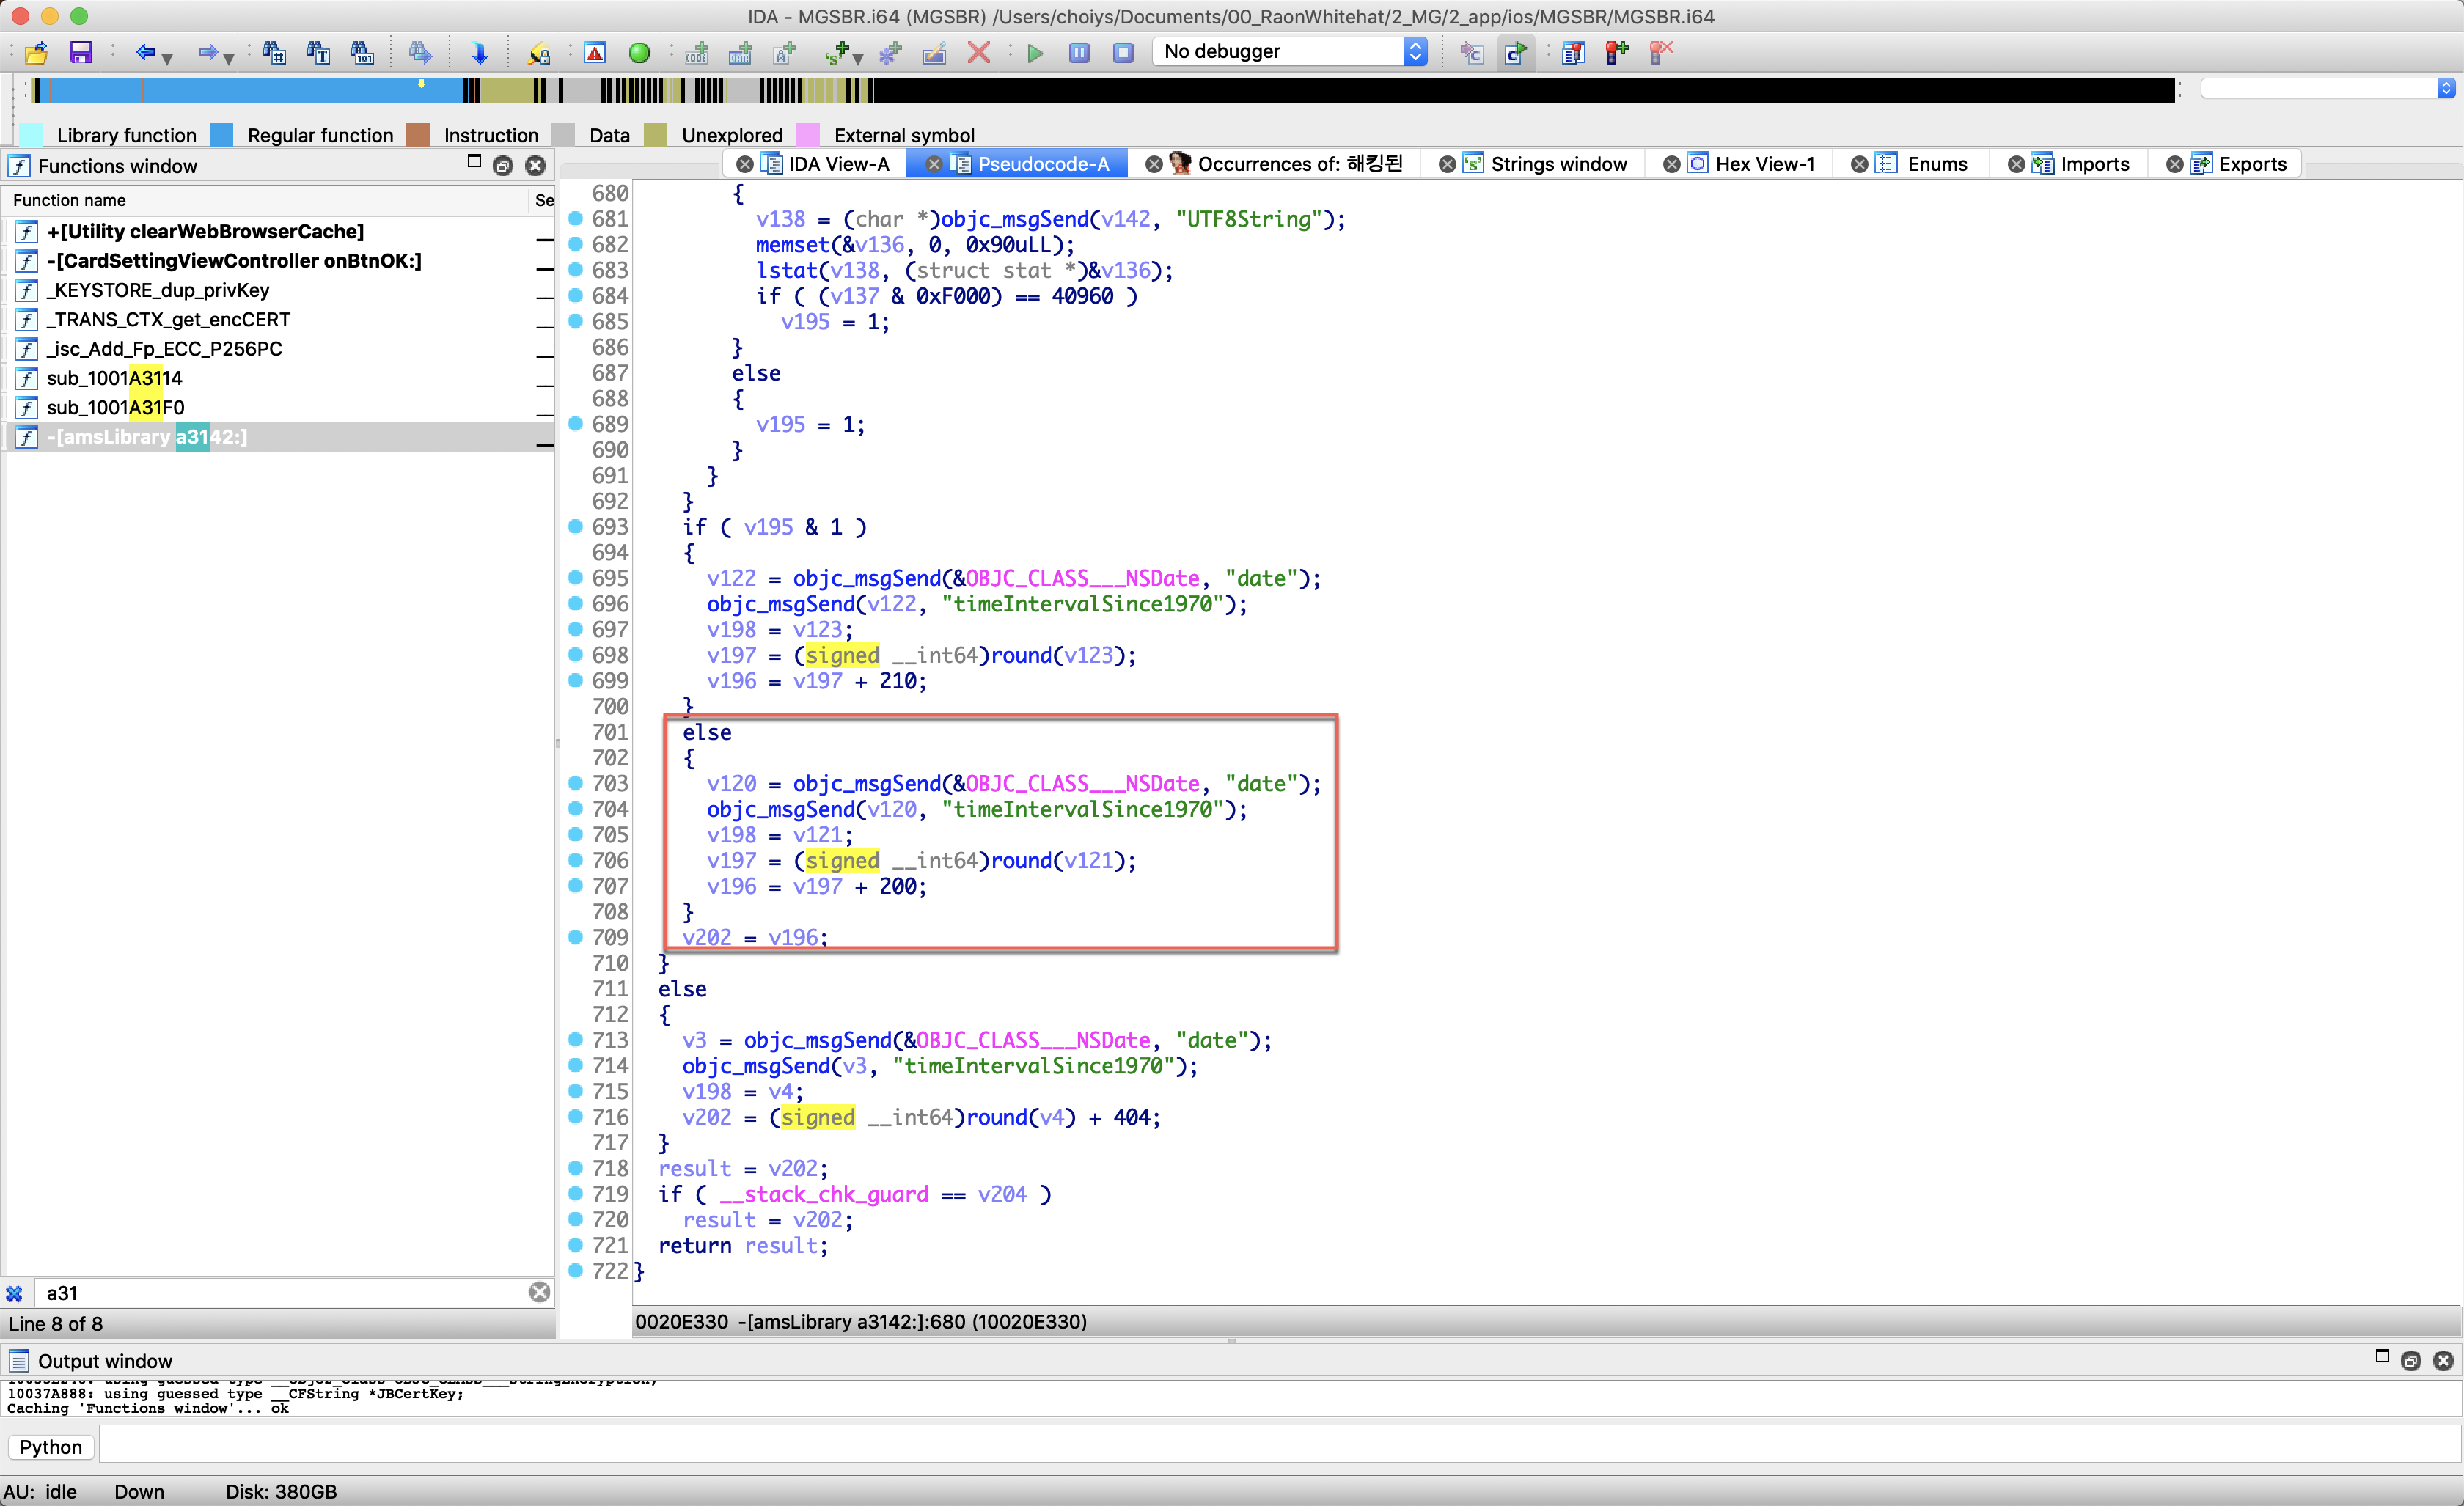 IDA - MGSBR.i64 (MGSBR) /Users/choiys/Documents/00_RaonWhitehat/2_MG/2_app/ios/MGSBR/MGSBR.i64
No debugger
Library function Regular function Instruction Data Unexplored External symbol
Functions window
IDA View-A Pseudocode-A Occurrences of: 해킹된 Strings window Hex View-1 Enums Imports Exports
Function name Se
+[Utility clearWebBrowserCache]
-[CardSettingViewController onBtnOK:]
_KEYSTORE_dup_privKey
_TRANS_CTX_get_encCERT
_isc_Add_Fp_ECC_P256PC
sub_1001A3114
sub_1001A31F0
-[amsLibrary a3142:]
a31
Line 8 of 8
680 {
681 v138 = (char *)objc_msgSend(v142, "UTF8String");
682 memset(&v136, 0, 0x90uLL);
683 lstat(v138, (struct stat *)&v136);
684 if ( (v137 & 0xF000) == 40960 )
685 v195 = 1;
686 }
687 else
688 {
689 v195 = 1;
690 }
691 }
692 }
693 if ( v195 & 1 )
694 {
695 v122 = objc_msgSend(&OBJC_CLASS___NSDate, "date");
696 objc_msgSend(v122, "timeIntervalSince1970");
697 v198 = v123;
698 v197 = (signed __int64)round(v123);
699 v196 = v197 + 210;
700 }
701 else
702 {
703 v120 = objc_msgSend(&OBJC_CLASS___NSDate, "date");
704 objc_msgSend(v120, "timeIntervalSince1970");
705 v198 = v121;
706 v197 = (signed __int64)round(v121);
707 v196 = v197 + 200;
708 }
709 v202 = v196;
710 }
711 else
712 {
713 v3 = objc_msgSend(&OBJC_CLASS___NSDate, "date");
714 objc_msgSend(v3, "timeIntervalSince1970");
715 v198 = v4;
716 v202 = (signed __int64)round(v4) + 404;
717 }
718 result = v202;
719 if ( __stack_chk_guard == v204 )
720 result = v202;
721 return result;
722 }
0020E330 -[amsLibrary a3142:]:680 (10020E330)
Output window
10037A888: using guessed type __CFString *JBCertKey;
Caching 'Functions window'... ok
Python
AU: idle Down Disk: 380GB